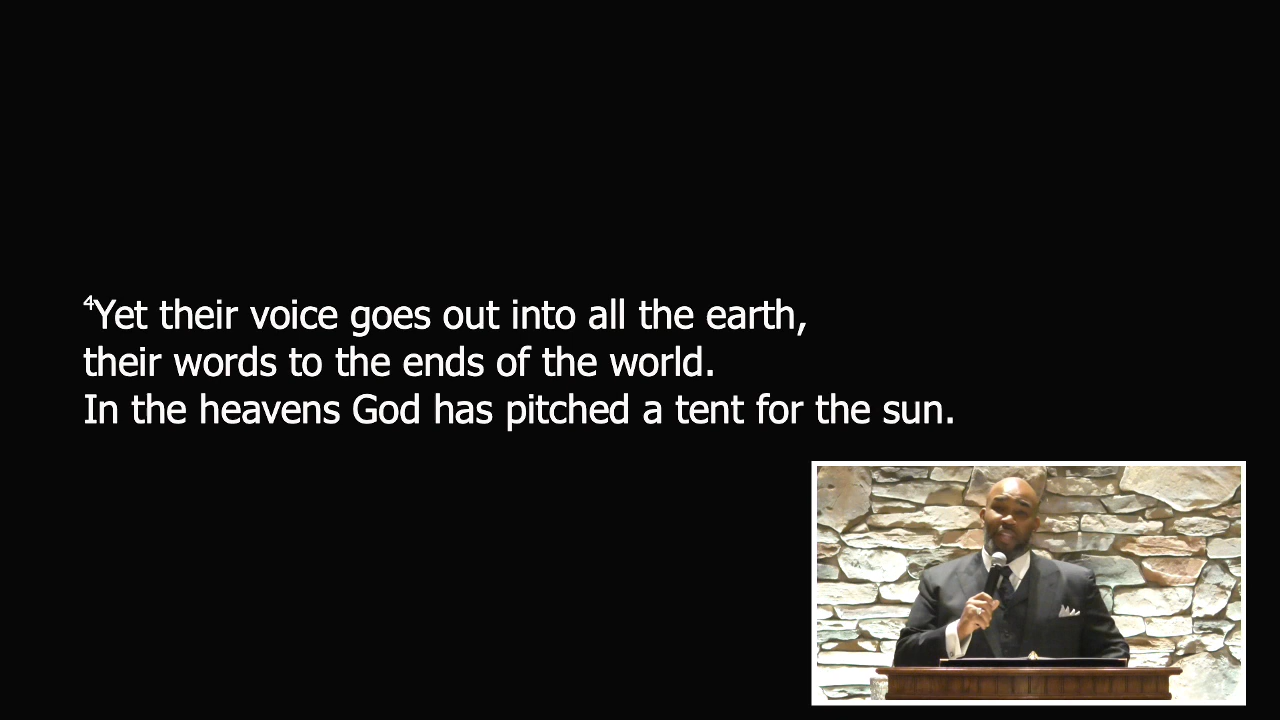 ⁴Yet their voice goes out into all the earth,
their words to the ends of the world.
In the heavens God has pitched a tent for the sun.